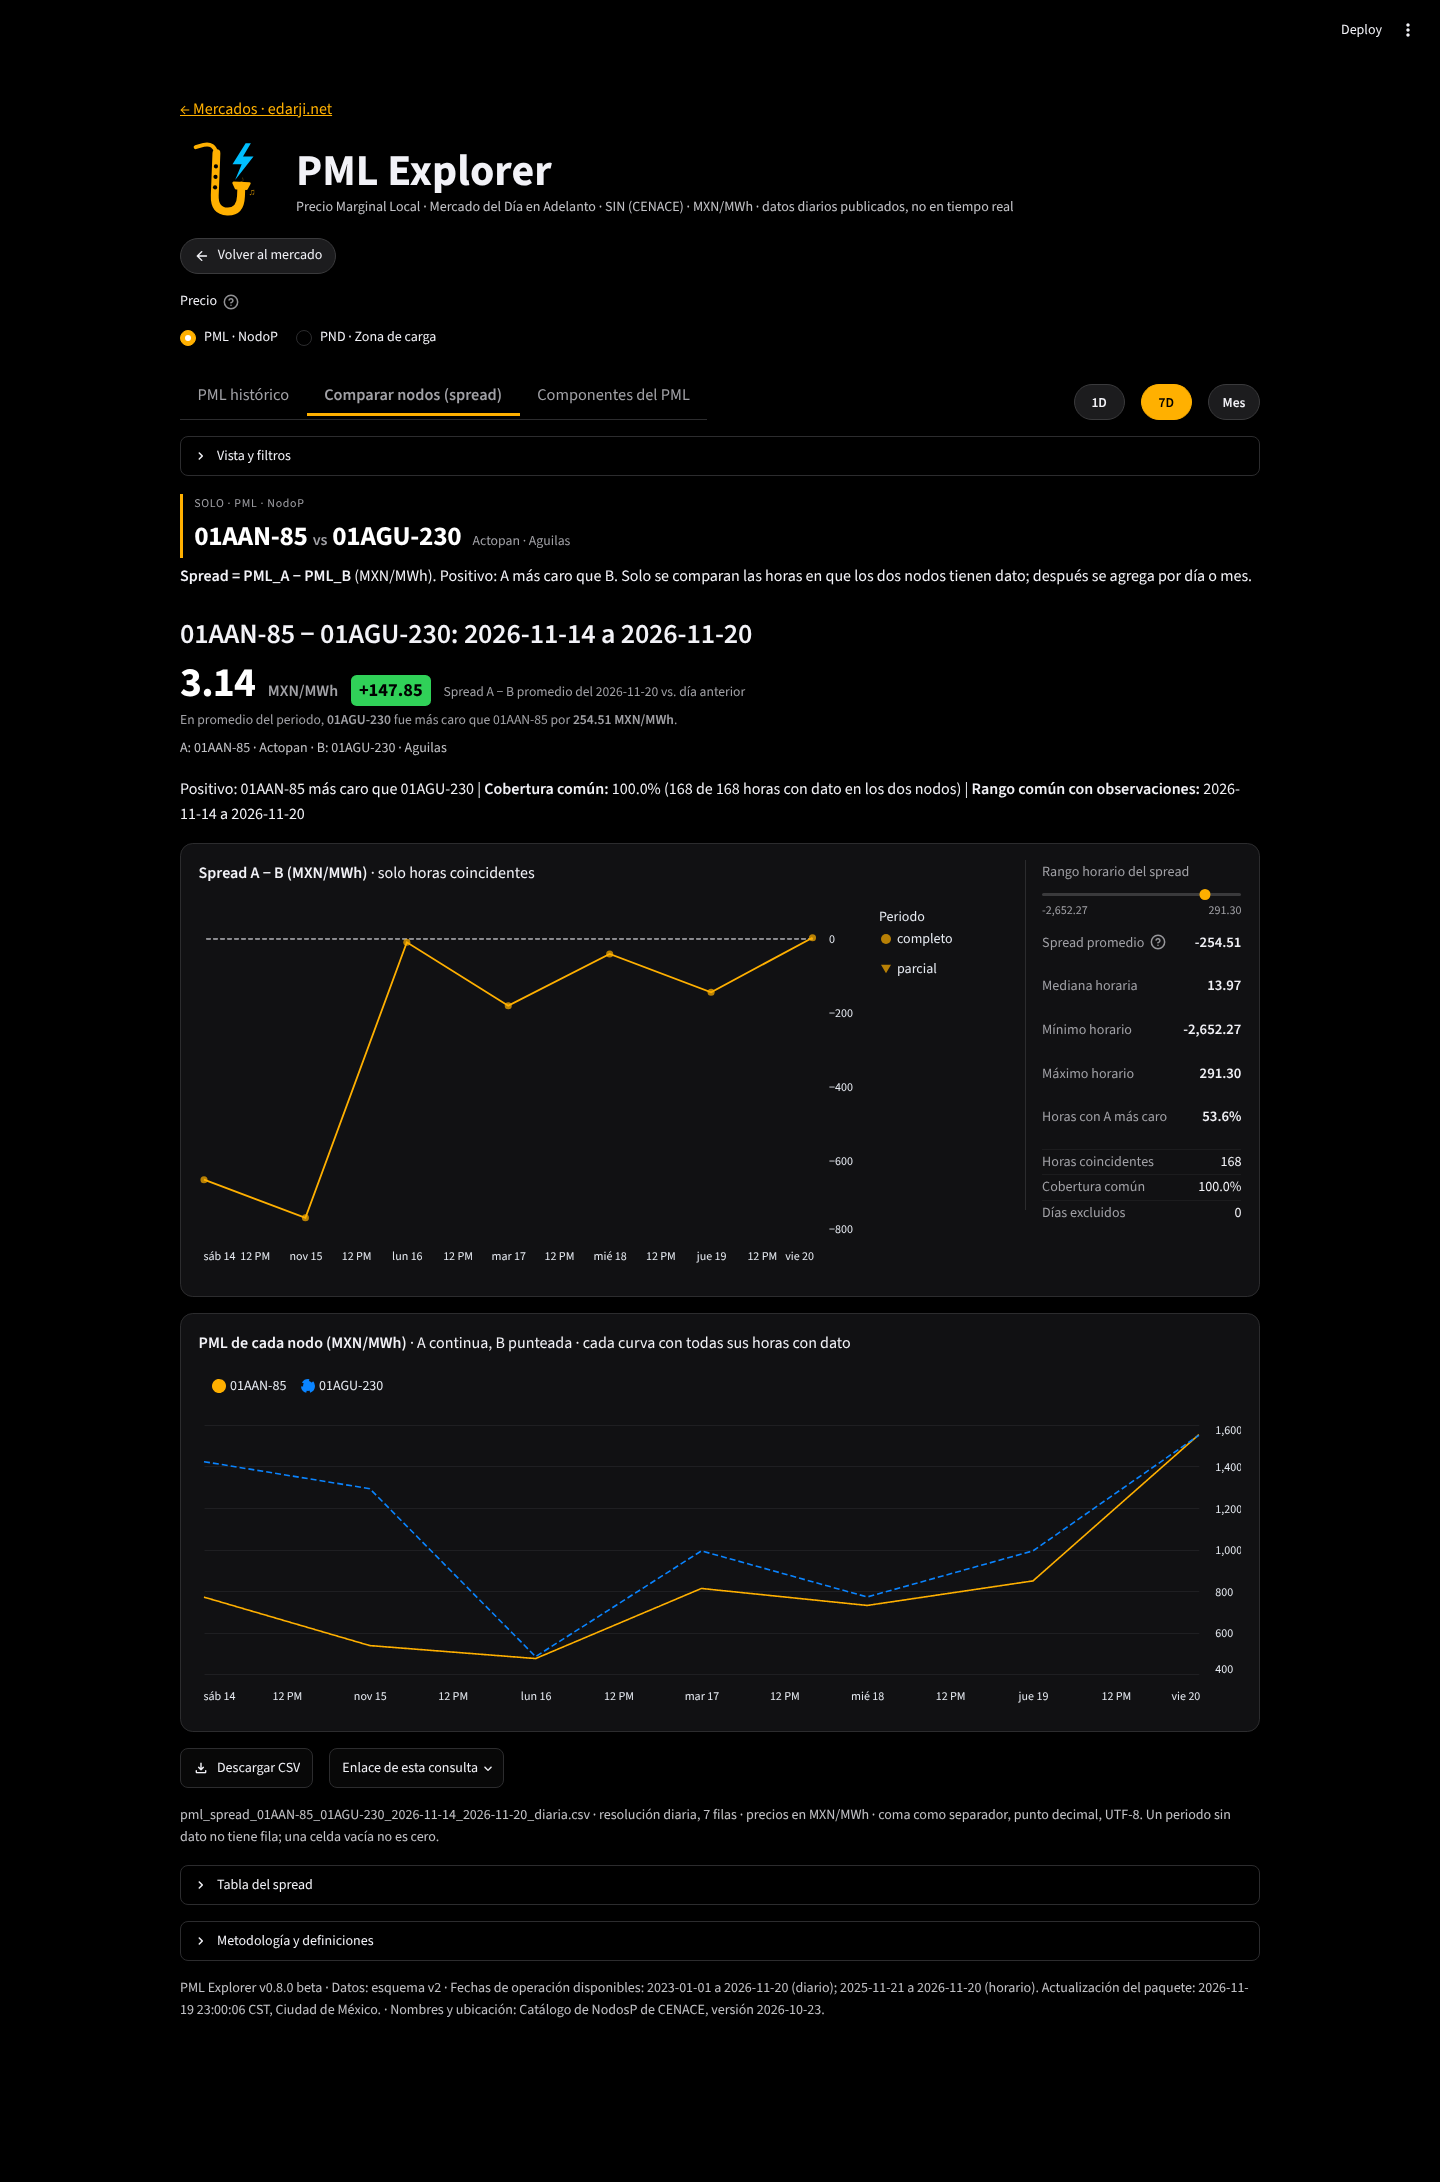 Deploy
← Mercados · edarji.net
PML Explorer
Precio Marginal Local · Mercado del Día en Adelanto · SIN (CENACE) · MXN/MWh · datos diarios publicados, no en tiempo real
Volver al mercado
Precio
PML · NodoP PND · Zona de carga
PML histórico Comparar nodos (spread) Componentes del PML 1D 7D Mes
Vista y filtros
SOLO · PML · NodoP
01AAN-85 vs 01AGU-230 Actopan · Aguilas
Spread = PML_A − PML_B (MXN/MWh). Positivo: A más caro que B. Solo se comparan las horas en que los dos nodos tienen dato; después se agrega por día o mes.
01AAN-85 − 01AGU-230: 2026-11-14 a 2026-11-20
3.14 MXN/MWh +147.85 Spread A − B promedio del 2026-11-20 vs. día anterior
En promedio del periodo, 01AGU-230 fue más caro que 01AAN-85 por 254.51 MXN/MWh.
A: 01AAN-85 · Actopan · B: 01AGU-230 · Aguilas
Positivo: 01AAN-85 más caro que 01AGU-230 | Cobertura común: 100.0% (168 de 168 horas con dato en los dos nodos) | Rango común con observaciones: 2026-
11-14 a 2026-11-20
Spread A − B (MXN/MWh) · solo horas coincidentes
Periodo
completo
parcial
0
−200
−400
−600
−800
sáb 14 12 PM nov 15 12 PM lun 16 12 PM mar 17 12 PM mié 18 12 PM jue 19 12 PM vie 20
Rango horario del spread
-2,652.27 291.30
Spread promedio -254.51
Mediana horaria 13.97
Mínimo horario -2,652.27
Máximo horario 291.30
Horas con A más caro 53.6%
Horas coincidentes 168
Cobertura común 100.0%
Días excluidos 0
PML de cada nodo (MXN/MWh) · A continua, B punteada · cada curva con todas sus horas con dato
01AAN-85 01AGU-230
1,600
1,400
1,200
1,000
800
600
400
sáb 14 12 PM nov 15 12 PM lun 16 12 PM mar 17 12 PM mié 18 12 PM jue 19 12 PM vie 20
Descargar CSV Enlace de esta consulta
pml_spread_01AAN-85_01AGU-230_2026-11-14_2026-11-20_diaria.csv · resolución diaria, 7 filas · precios en MXN/MWh · coma como separador, punto decimal, UTF-8. Un periodo sin
dato no tiene fila; una celda vacía no es cero.
Tabla del spread
Metodología y definiciones
PML Explorer v0.8.0 beta · Datos: esquema v2 · Fechas de operación disponibles: 2023-01-01 a 2026-11-20 (diario); 2025-11-21 a 2026-11-20 (horario). Actualización del paquete: 2026-11-
19 23:00:06 CST, Ciudad de México. · Nombres y ubicación: Catálogo de NodosP de CENACE, versión 2026-10-23.